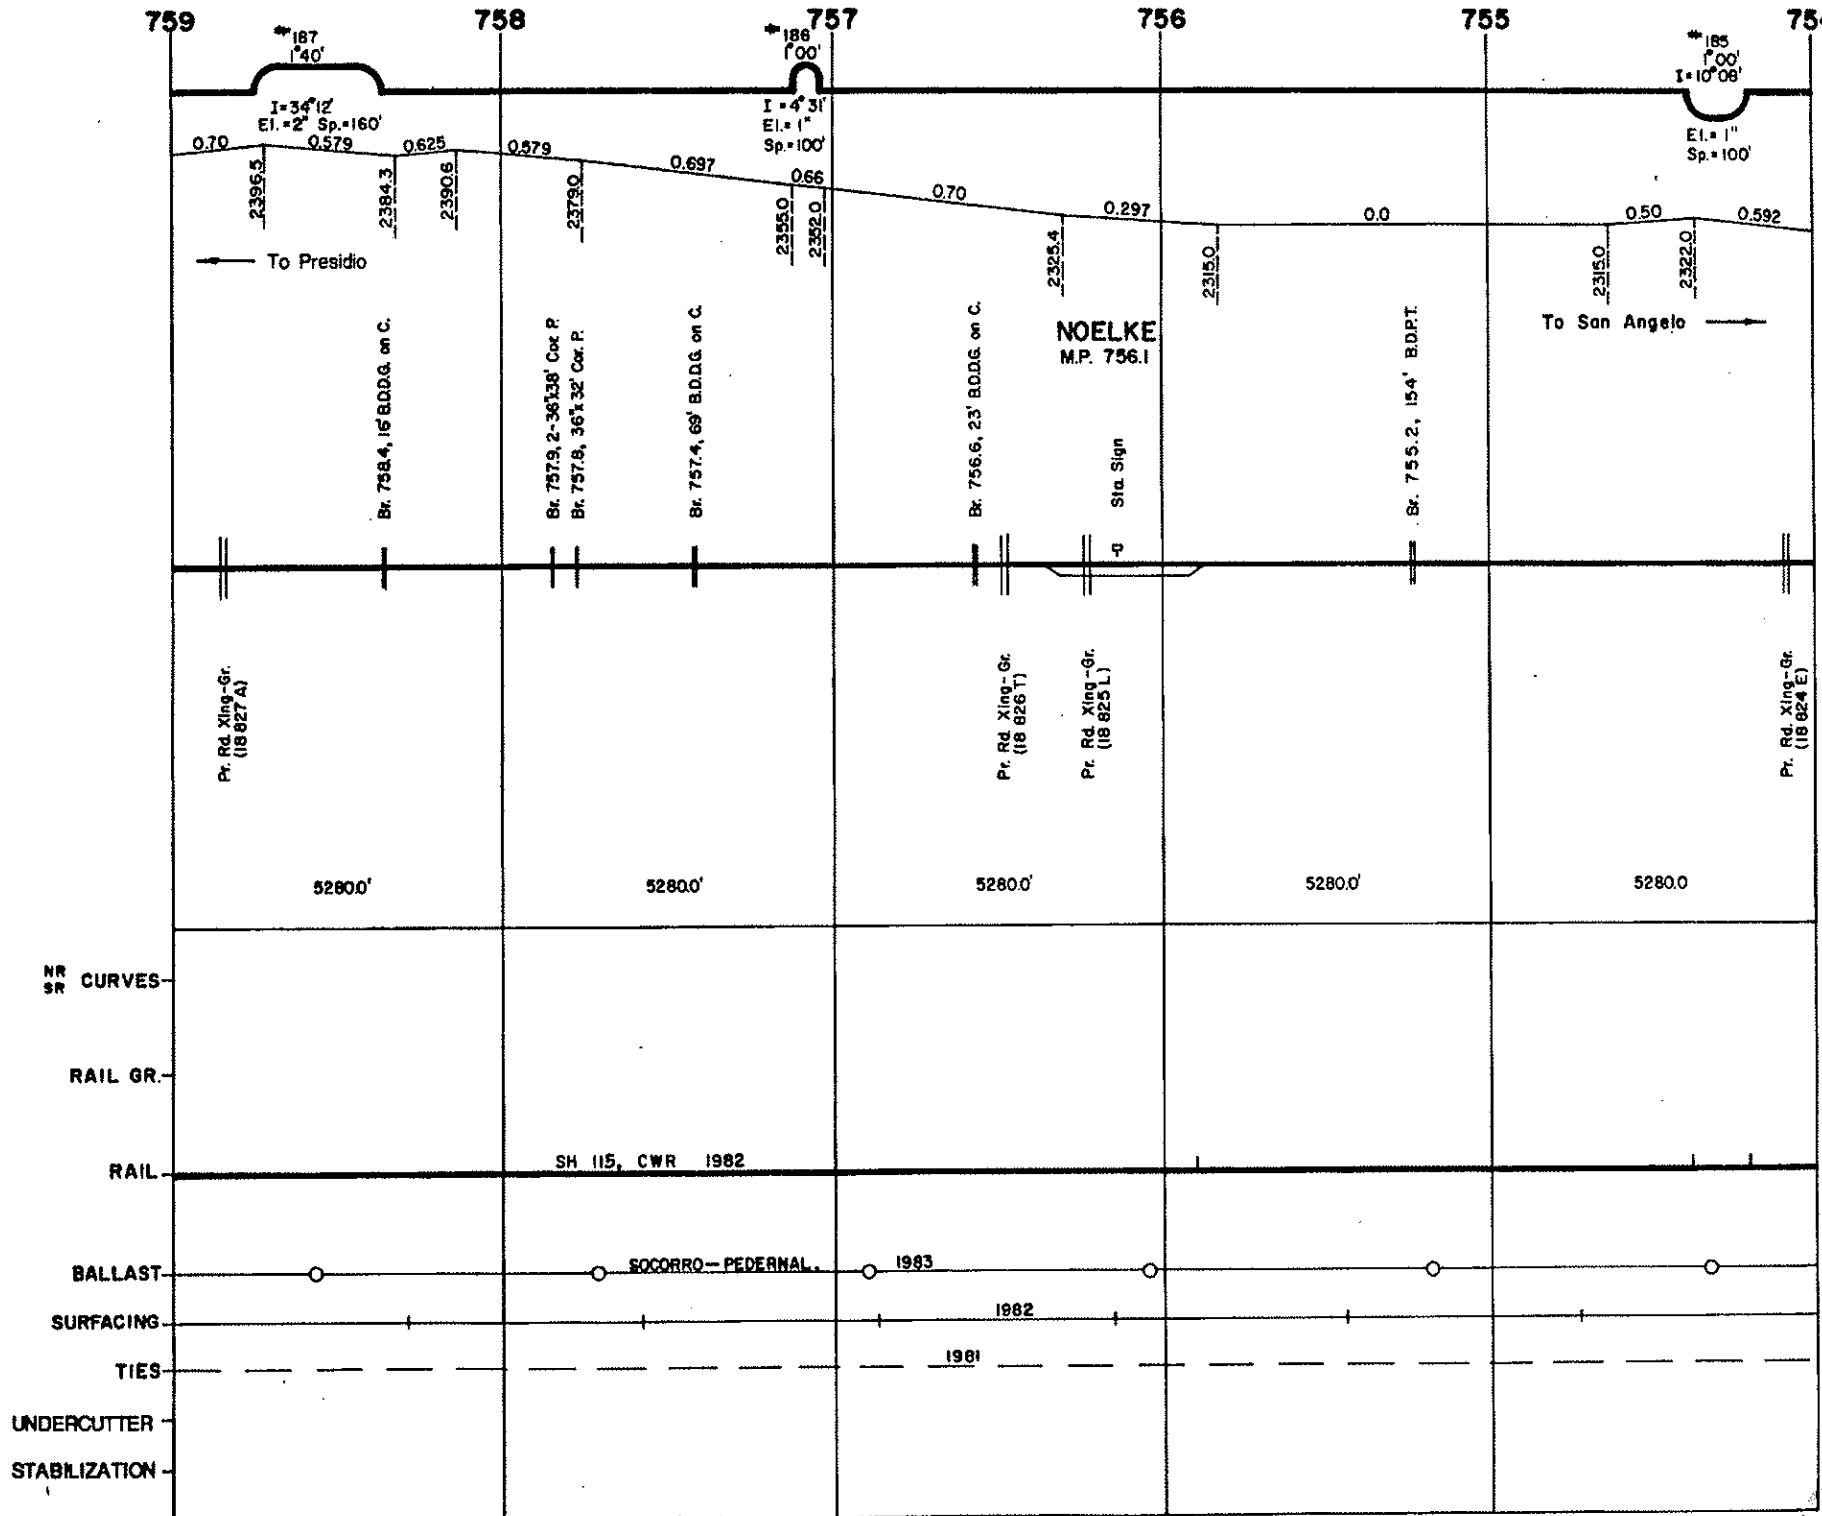 759
758
757
756
755
754
#187
1°40'
#186
1°00'
#185
1°00'
I=10°08'
I=34°12'
El.=2" Sp.=160'
I=4°31'
El.=1"
Sp.=100'
El.=1"
Sp.=100'
0.70
0.579
0.625
0.579
0.697
0.66
0.70
0.297
0.0
0.50
0.592
2396.5
2384.3
2390.6
2379.0
2355.0
2352.0
2325.4
2315.0
2315.0
2322.0
To Presidio
To San Angelo
NOELKE
M.P. 756.1
Br. 758.4, 16' B.D.D.G. on C.
Br. 757.9, 2-36"x38' Cor. P.
Br. 757.8, 36"x32' Cor. P.
Br. 757.4, 69' B.D.D.G. on C.
Br. 756.6, 23' B.D.D.G. on C.
Sta. Sign
Br. 755.2, 154' B.D.P.T.
Pr. Rd. Xing-Gr.
(18 827 A)
Pr. Rd. Xing-Gr.
(18 826 T)
Pr. Rd. Xing-Gr.
(18 825 L)
Pr. Rd. Xing-Gr.
(18 824 E)
5280.0'
5280.0'
5280.0'
5280.0'
5280.0
NR
SR CURVES
RAIL GR.
RAIL
SH 115, CWR 1982
BALLAST
SOCORRO-PEDERNAL. 1983
SURFACING
1982
TIES
1981
UNDERCUTTER
STABILIZATION